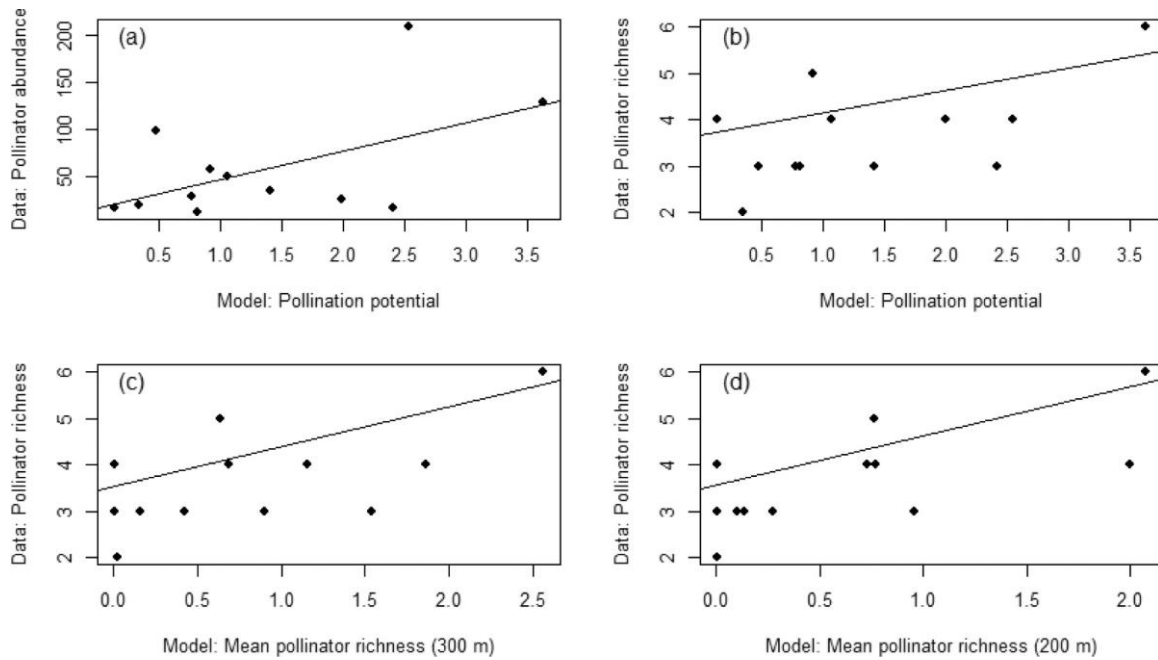 (a)
Data: Pollinator abundance
200
150
100
50
0.5 1.0 1.5 2.0 2.5 3.0 3.5
Model: Pollination potential
(b)
Data: Pollinator richness
6
5
4
3
2
0.5 1.0 1.5 2.0 2.5 3.0 3.5
Model: Pollination potential
(c)
Data: Pollinator richness
6
5
4
3
2
0.0 0.5 1.0 1.5 2.0 2.5
Model: Mean pollinator richness (300 m)
(d)
Data: Pollinator richness
6
5
4
3
2
0.0 0.5 1.0 1.5 2.0
Model: Mean pollinator richness (200 m)